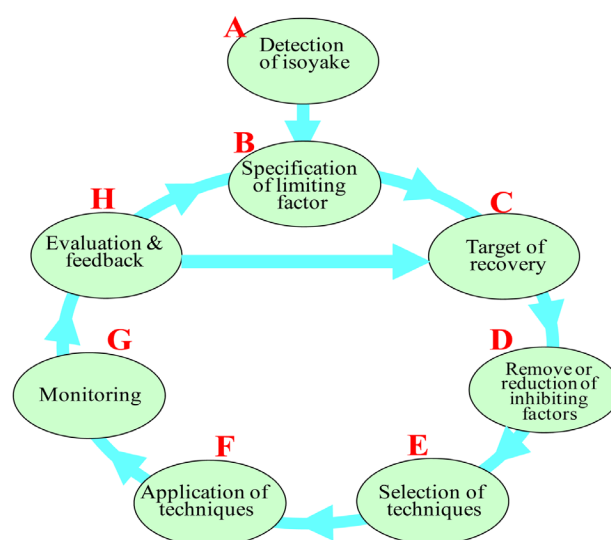 A
Detection
of isoyake
B
Specification
of limiting
factor
C
Target of
recovery
D
Remove or
reduction of
inhibiting
factors
E
Selection of
techniques
F
Application of
techniques
G
Monitoring
H
Evaluation &
feedback